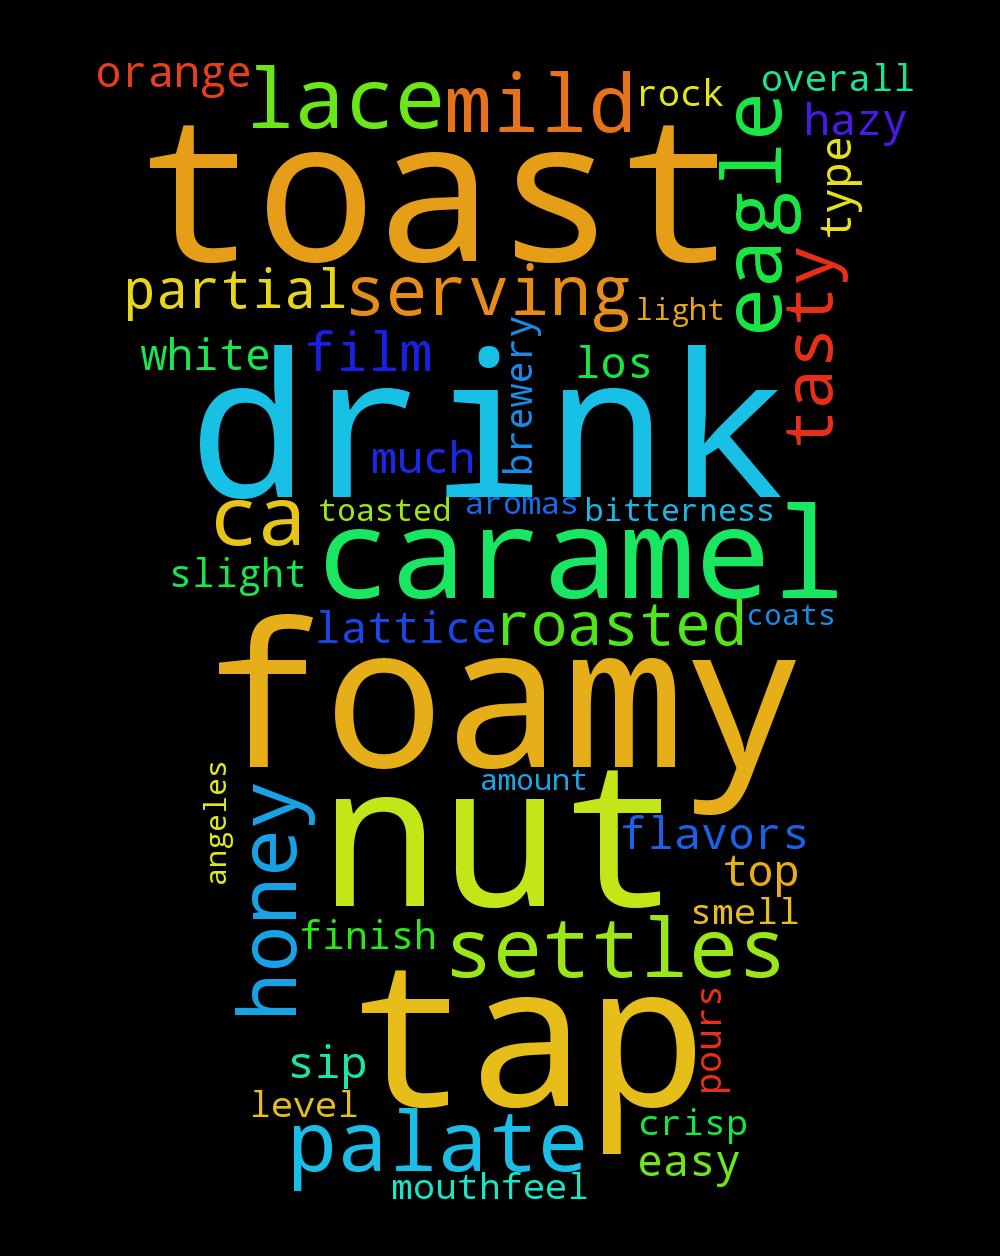 orange
lace
mild
rock
overall
hazy
toast
eagle
type
tasty
partial
serving
light
white
film
brewery
los
drink
much
ca
toasted
aromas
bitterness
caramel
slight
lattice
roasted
coats
foamy
angeles
honey
amount
nut
flavors
top
smell
finish
settles
tap
pours
sip
level
palate
crisp
easy
mouthfeel